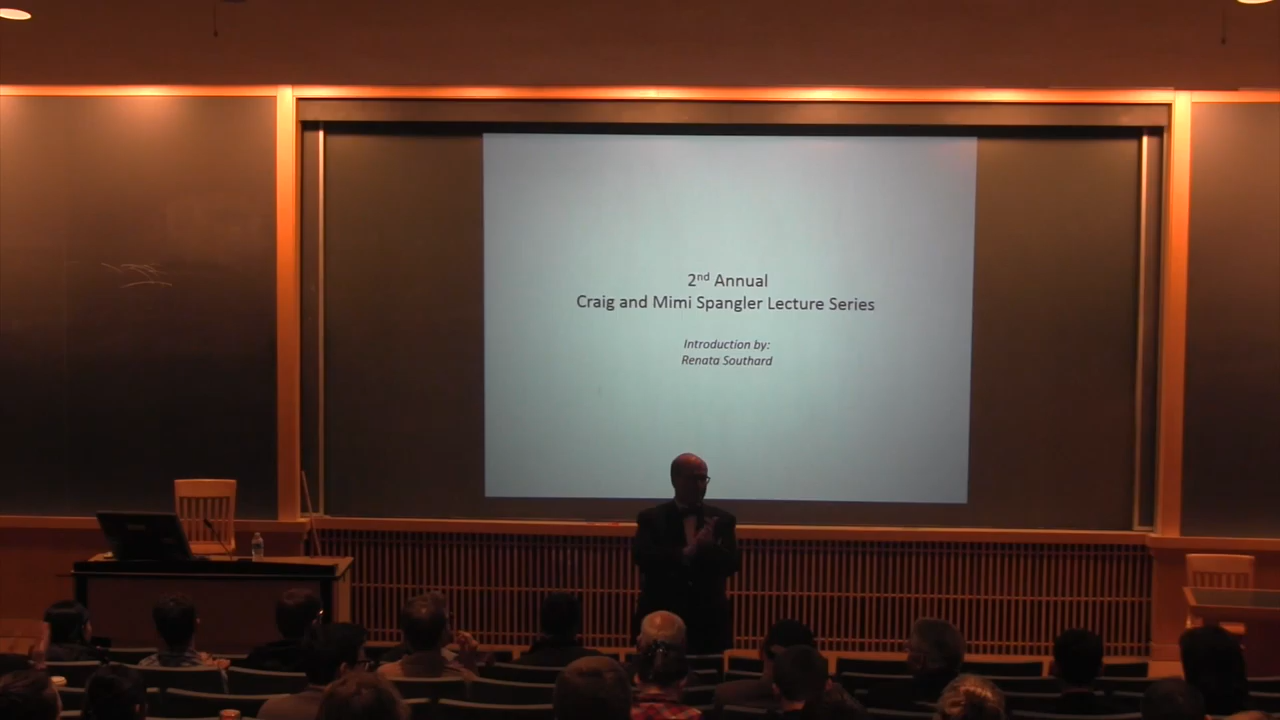 2nd Annual
Craig and Mimi Spangler Lecture Series
Introduction by:
Renata Southard